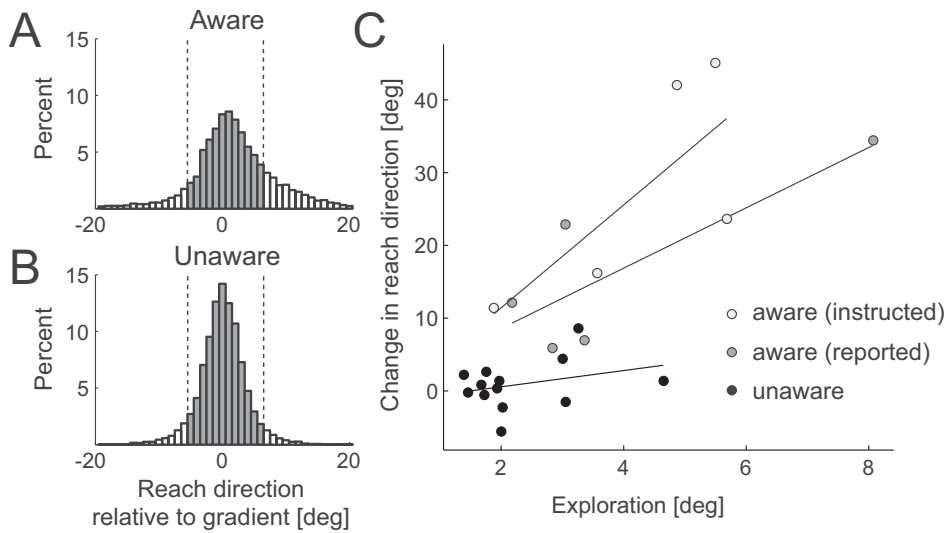 A
Aware
15
10
5
Percent
-20
0
20
B
Unaware
15
10
5
Percent
-20
0
20
Reach direction
relative to gradient [deg]
C
Change in reach direction [deg]
40
30
20
10
0
2
4
6
8
Exploration [deg]
aware (instructed)
aware (reported)
unaware